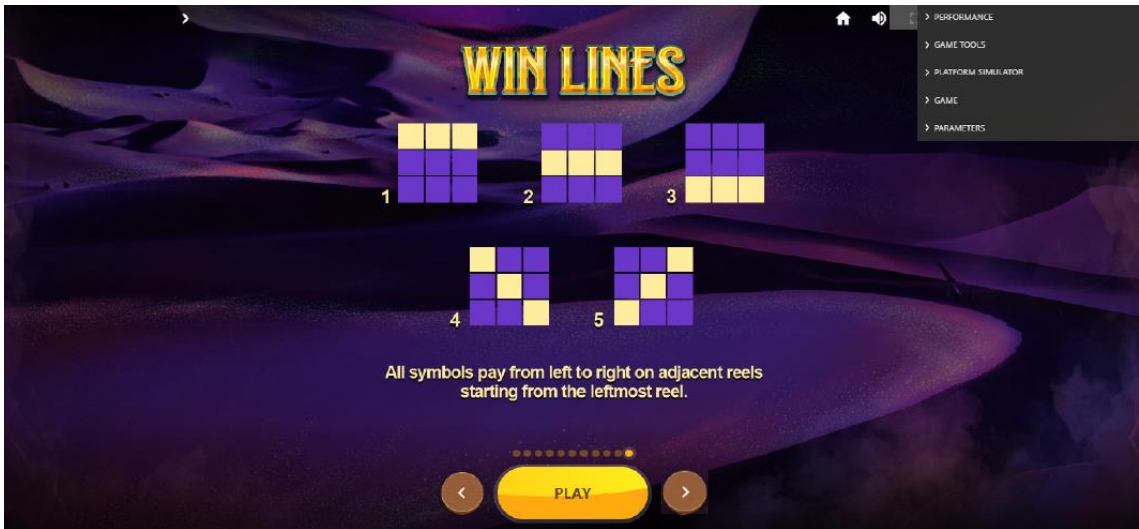 PERFORMANCE
GAME TOOLS
PLATFORM SIMULATOR
GAME
PARAMETERS
WIN LINES
1
2
3
4
5
All symbols pay from left to right on adjacent reels
starting from the leftmost reel.
PLAY